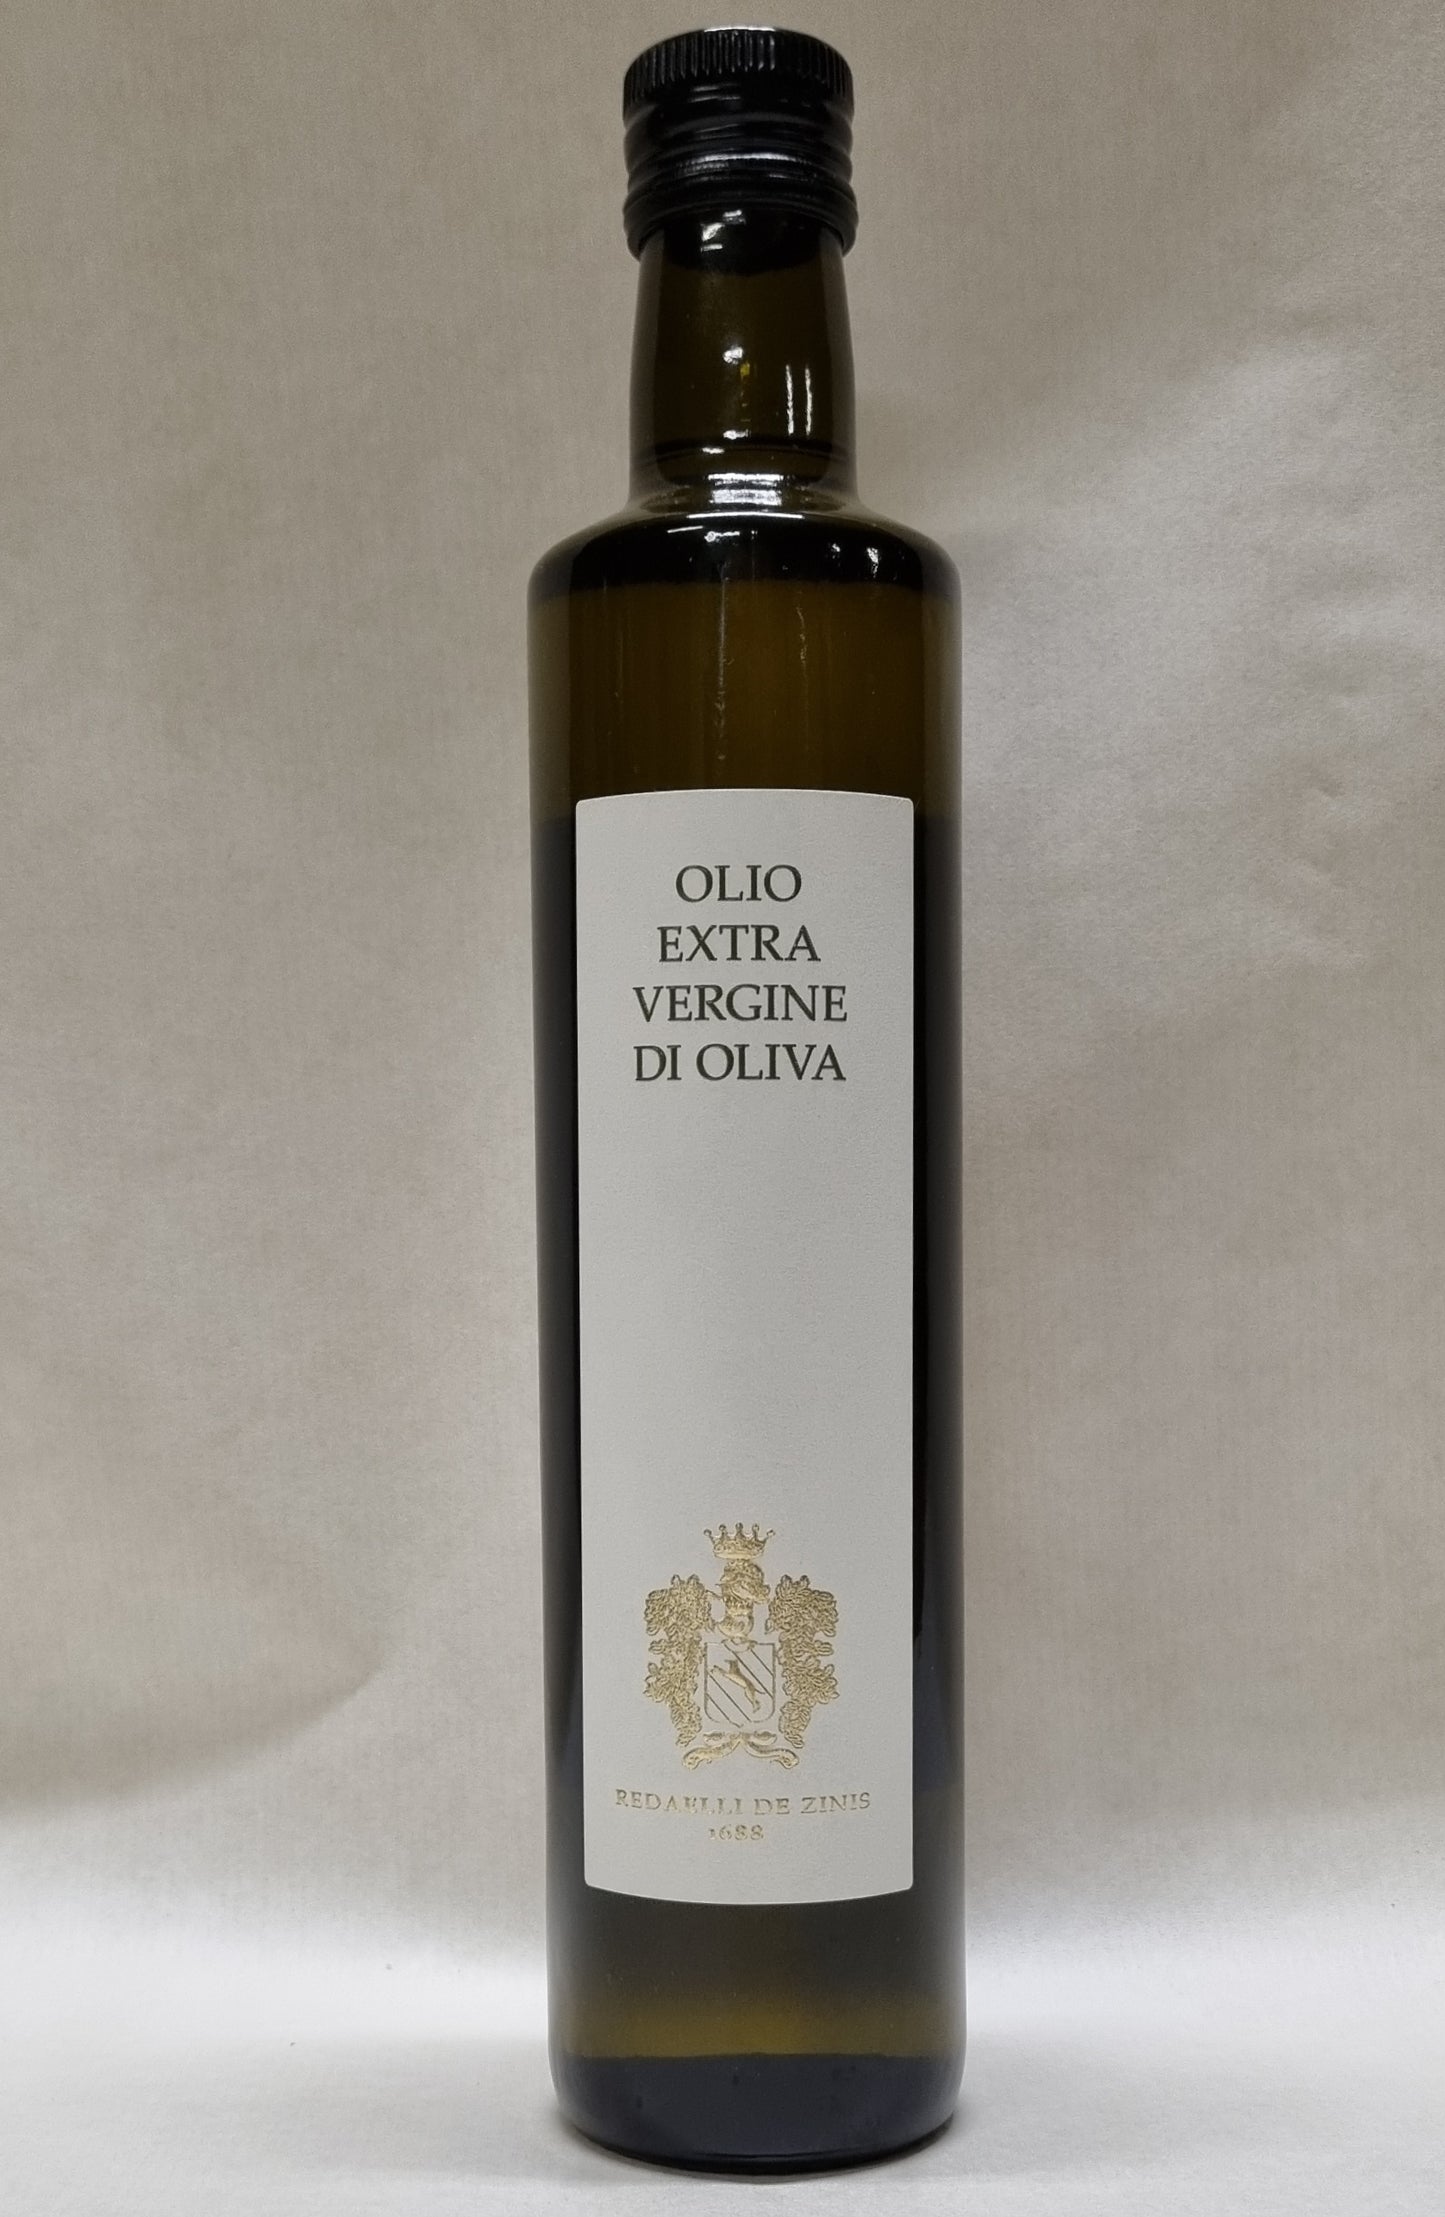 OLIO
EXTRA
VERGINE
DI OLIVA
REDAELLI DE ZINIS
1688